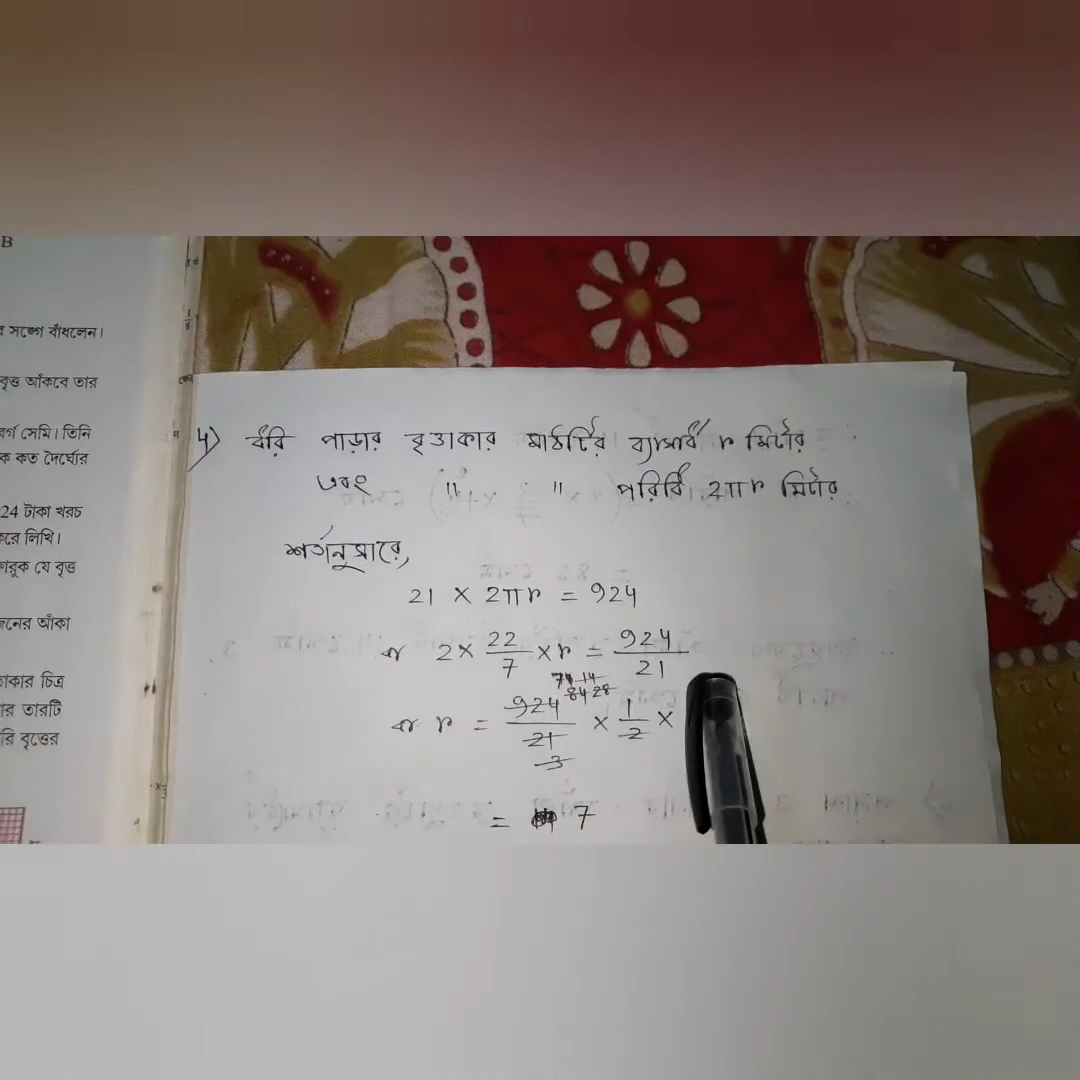 B
সঙ্গে বাঁধলেন।
বৃত্ত আঁকবে তার
বর্গ সেমি। তিনি
ক কত দৈর্ঘ্যের
24 টাকা খরচ
করে লিখি।
যে বৃত্ত
জনের আঁকা
চিত্র
তারটি
রি বৃত্তের
4) ধরি পাড়ার বৃত্তাকার মাঠটির ব্যাসার্ধ r মিটার
এবং " " পরিধি 2πr মিটার
শর্তানুসারে,
21 × 2πr = 924
বা 2 × 22/7 × r = 924/21
বা r = 924/21 × 1/2 ×
= 7